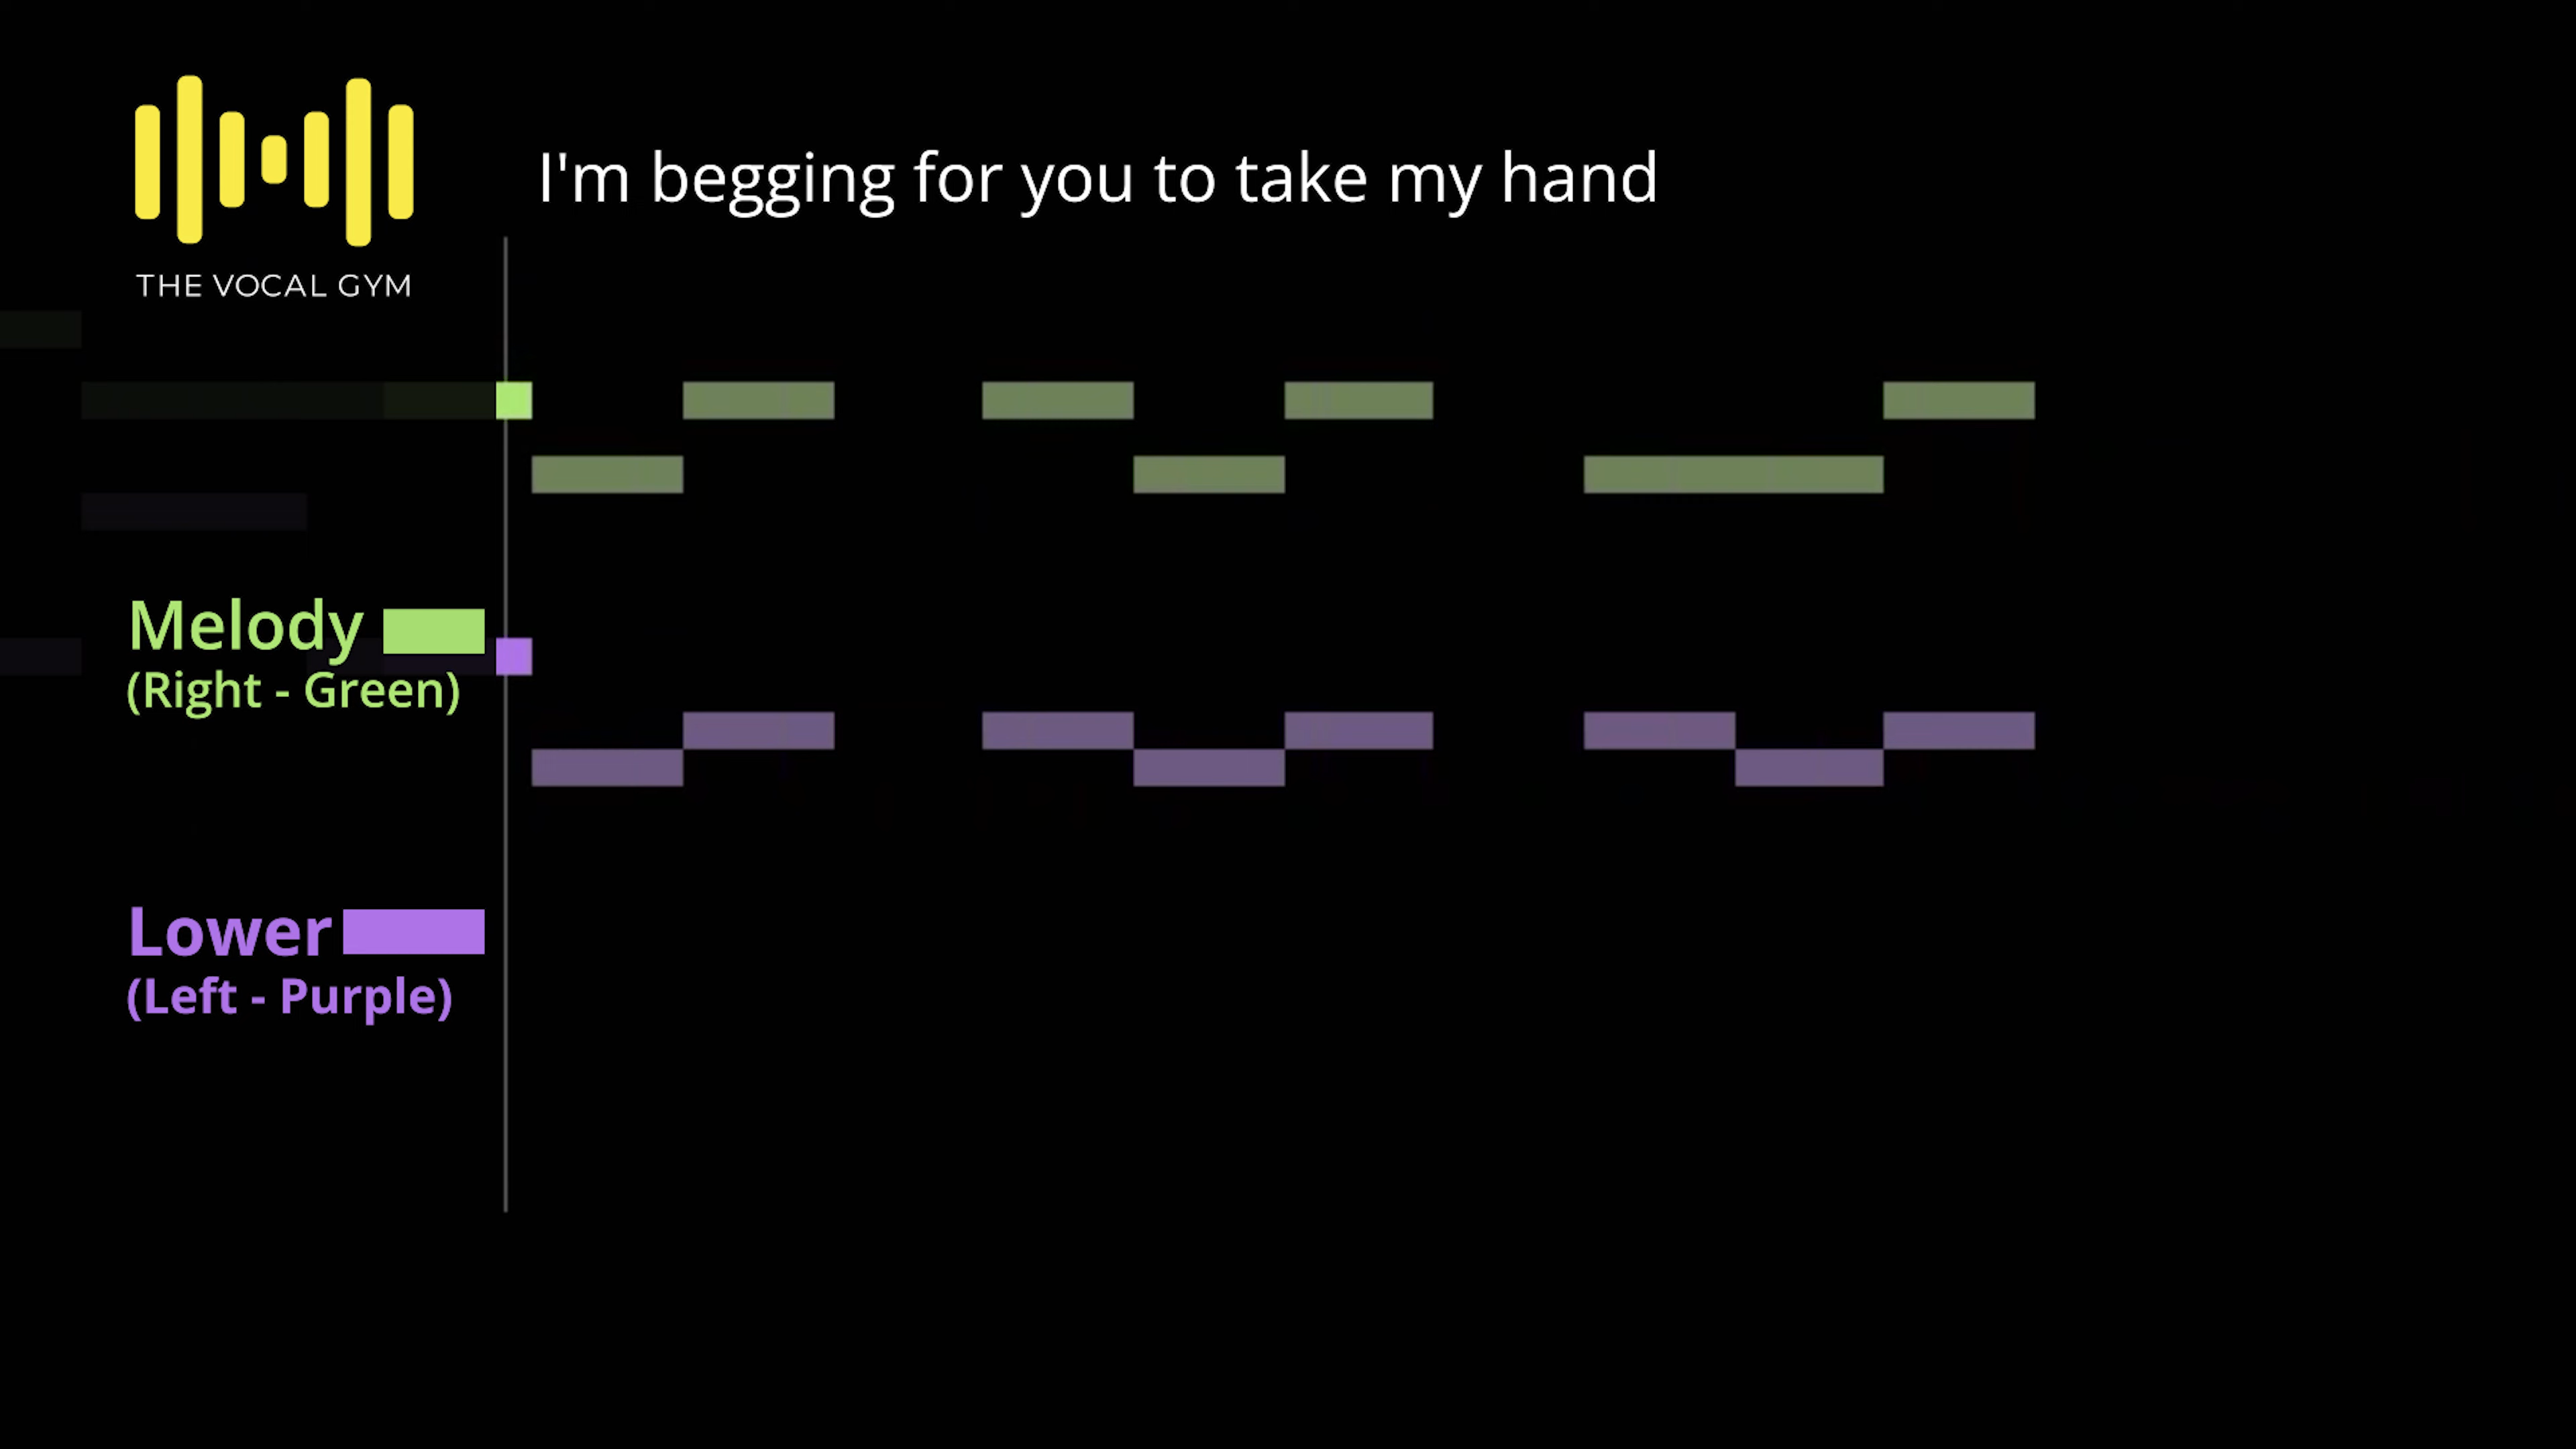 THE VOCAL GYM
I'm begging for you to take my hand
Melody
(Right - Green)
Lower
(Left - Purple)